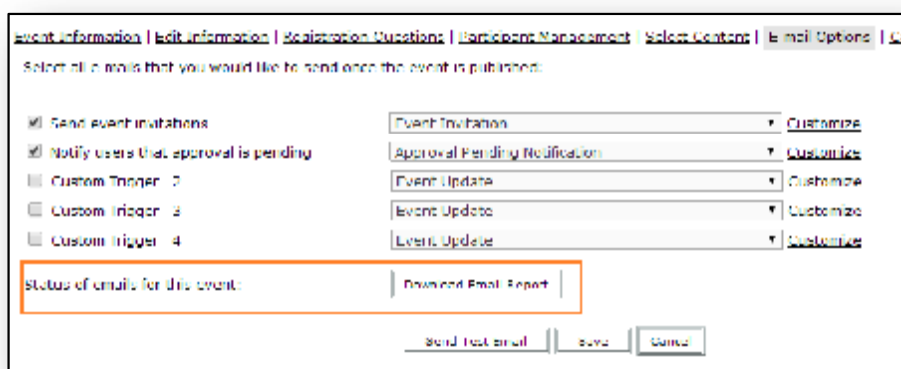 Event Information | Edit Information | Registration Questions | Participant Management | Select Content | E-mail Options |
Select all e-mails that you would like to send once the event is published:
Send event invitations Event Invitation Customize
Notify users that approval is pending Approval Pending Notification Customize
Custom Trigger - 2 Event Update Customize
Custom Trigger - 3 Event Update Customize
Custom Trigger - 4 Event Update Customize
Status of emails for this event: Download Email Report
Send Test Email Save Cancel